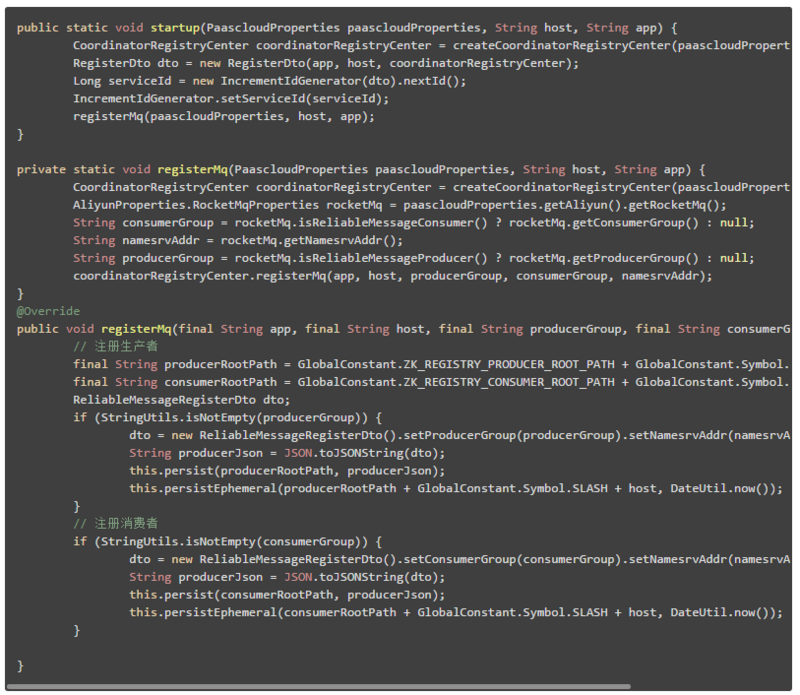 public static void startup(PaascloudProperties paascloudProperties, String host, String app) {
CoordinatorRegistryCenter coordinatorRegistryCenter = createCoordinatorRegistryCenter(paascloudPropert
RegisterDto dto = new RegisterDto(app, host, coordinatorRegistryCenter);
Long serviceId = new IncrementIdGenerator(dto).nextId();
IncrementIdGenerator.setServiceId(serviceId);
registerMq(paascloudProperties, host, app);
}
private static void registerMq(PaascloudProperties paascloudProperties, String host, String app) {
CoordinatorRegistryCenter coordinatorRegistryCenter = createCoordinatorRegistryCenter(paascloudPropert
AliyunProperties.RocketMqProperties rocketMq = paascloudProperties.getAliyun().getRocketMq();
String consumerGroup = rocketMq.isReliableMessageConsumer() ? rocketMq.getConsumerGroup() : null;
String namesrvAddr = rocketMq.getNamesrvAddr();
String producerGroup = rocketMq.isReliableMessageProducer() ? rocketMq.getProducerGroup() : null;
coordinatorRegistryCenter.registerMq(app, host, producerGroup, consumerGroup, namesrvAddr);
}
@Override
public void registerMq(final String app, final String host, final String producerGroup, final String consumerG
// 注册生产者
final String producerRootPath = GlobalConstant.ZK_REGISTRY_PRODUCER_ROOT_PATH + GlobalConstant.Symbol.
final String consumerRootPath = GlobalConstant.ZK_REGISTRY_CONSUMER_ROOT_PATH + GlobalConstant.Symbol.
ReliableMessageRegisterDto dto;
if (StringUtils.isNotEmpty(producerGroup)) {
dto = new ReliableMessageRegisterDto().setProducerGroup(producerGroup).setNamesrvAddr(namesrvA
String producerJson = JSON.toJSONString(dto);
this.persist(producerRootPath, producerJson);
this.persistEphemeral(producerRootPath + GlobalConstant.Symbol.SLASH + host, DateUtil.now());
}
// 注册消费者
if (StringUtils.isNotEmpty(consumerGroup)) {
dto = new ReliableMessageRegisterDto().setConsumerGroup(consumerGroup).setNamesrvAddr(namesrvA
String producerJson = JSON.toJSONString(dto);
this.persist(consumerRootPath, producerJson);
this.persistEphemeral(consumerRootPath + GlobalConstant.Symbol.SLASH + host, DateUtil.now());
}
}